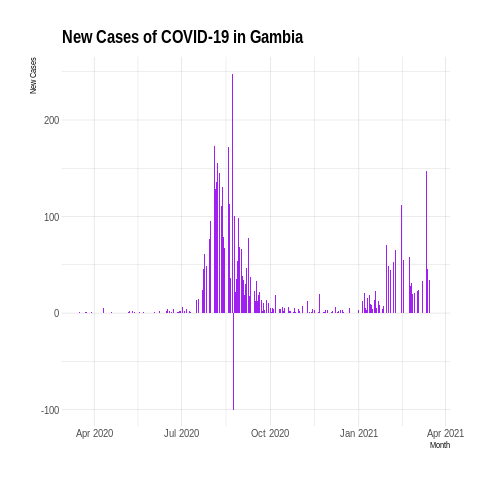 New Cases of COVID-19 in Gambia
New Cases
200
100
0
-100
Apr 2020 Jul 2020 Oct 2020 Jan 2021 Apr 2021
Month